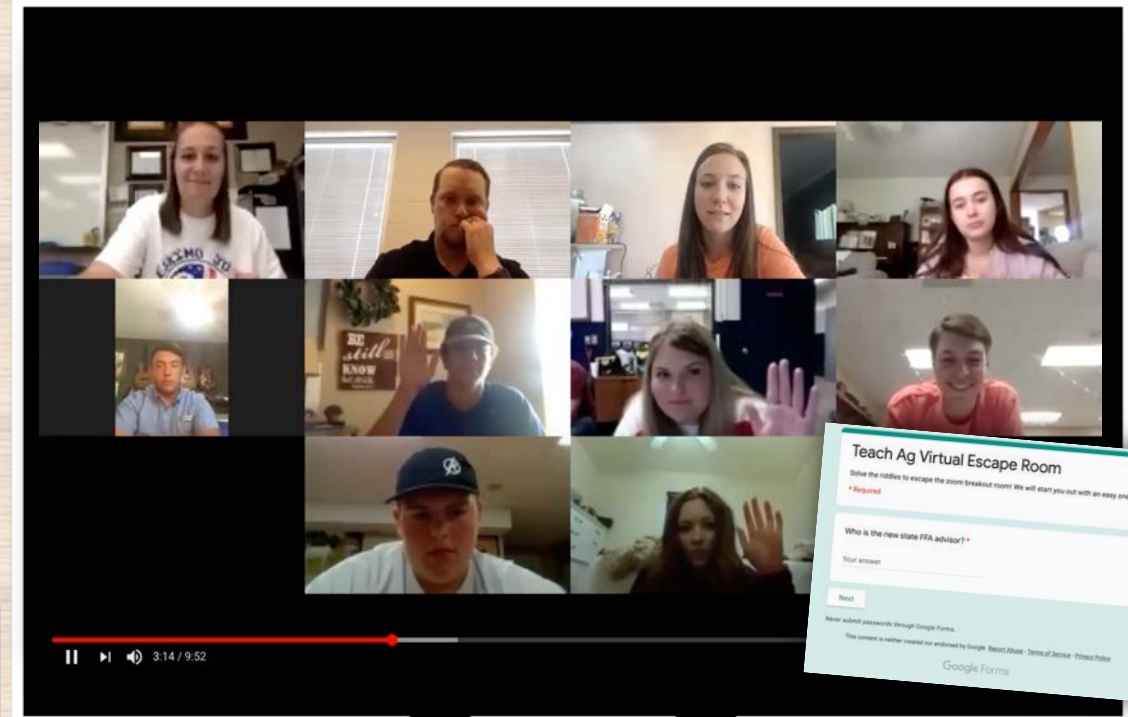 SKIMO JO
BE
still
KNOW
Teach Ag Virtual Escape Room
Solve the riddles to escape the zoom breakout room! We will start you out with an easy one
* Required
Who is the new state FFA advisor? *
Your answer
Next
Never submit passwords through Google Forms.
This content is neither created nor endorsed by Google. Report Abuse - Terms of Service - Privacy Policy
Google Forms
3:14 / 9:52